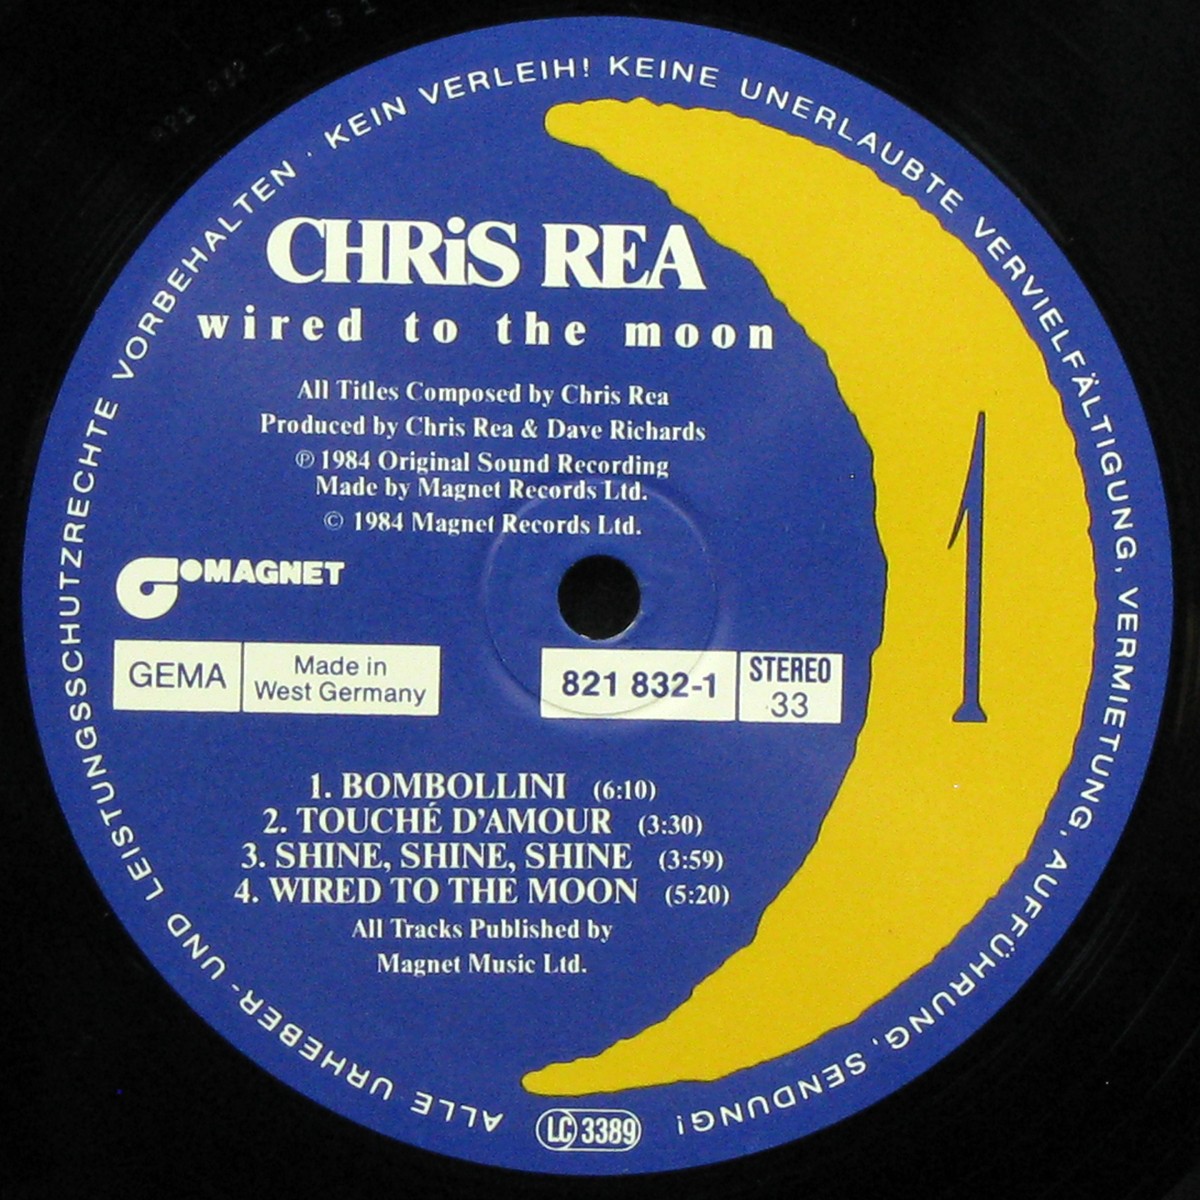 ALLE URHEBER- UND LEISTUNGSSCHUTZRECHTE VORBEHALTEN · KEIN VERLEIH! KEINE UNERLAUBTE VERVIELFÄLTIGUNG, VERMIETUNG, AUFFÜHRUNG, SENDUNG!
CHRiS REA
wired to the moon
All Titles Composed by Chris Rea
Produced by Chris Rea & Dave Richards
℗ 1984 Original Sound Recording
Made by Magnet Records Ltd.
© 1984 Magnet Records Ltd.
1
MAGNET
GEMA
Made in
West Germany
821 832-1
STEREO
33
1. BOMBOLLINI (6:10)
2. TOUCHÉ D'AMOUR (3:30)
3. SHINE, SHINE, SHINE (3:59)
4. WIRED TO THE MOON (5:20)
All Tracks Published by
Magnet Music Ltd.
LC 3389